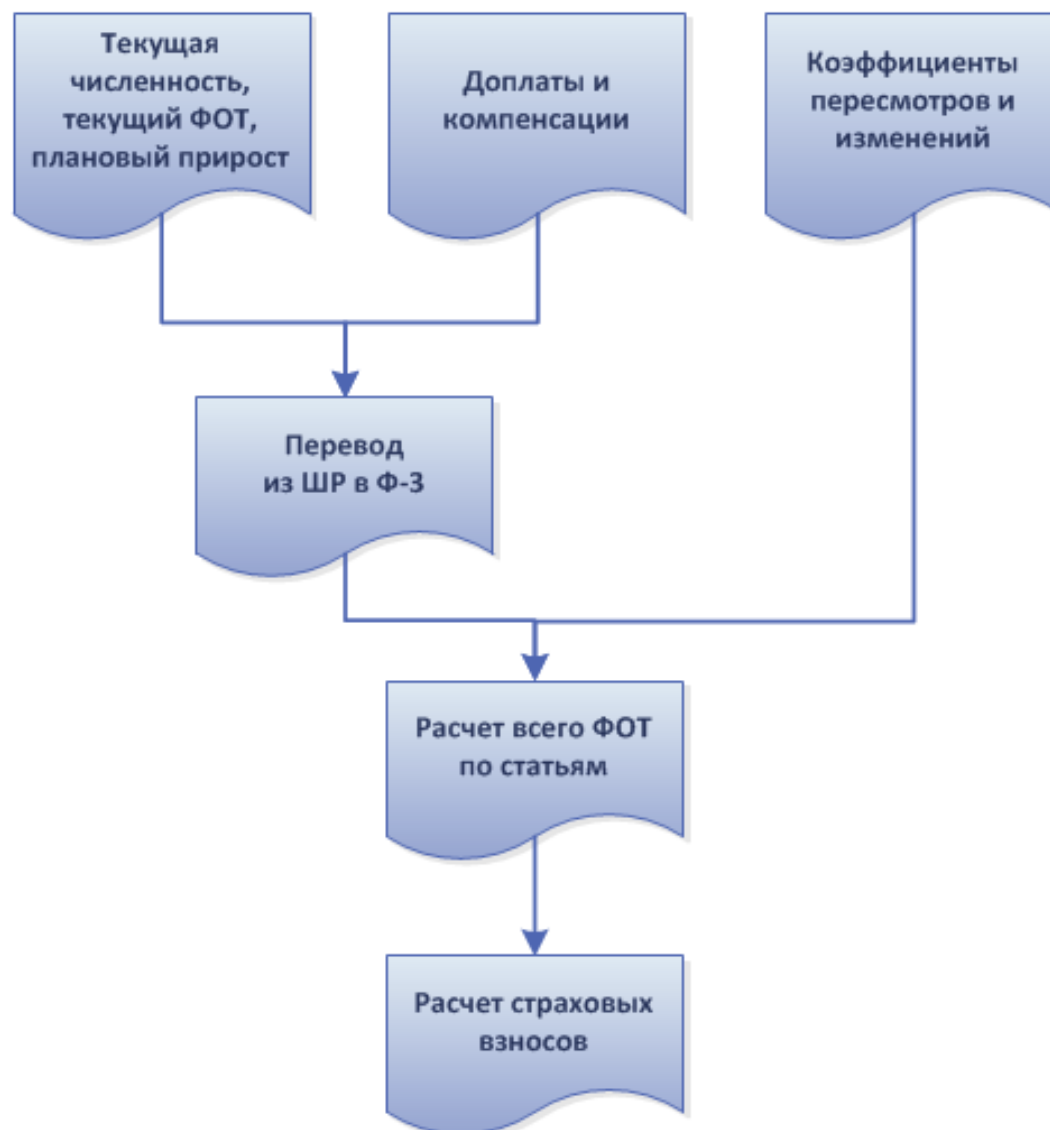 Текущая
численность,
текущий ФОТ,
плановый прирост
Доплаты и
компенсации
Коэффициенты
пересмотров и
изменений
Перевод
из ШР в Ф-3
Расчет всего ФОТ
по статьям
Расчет страховых
взносов